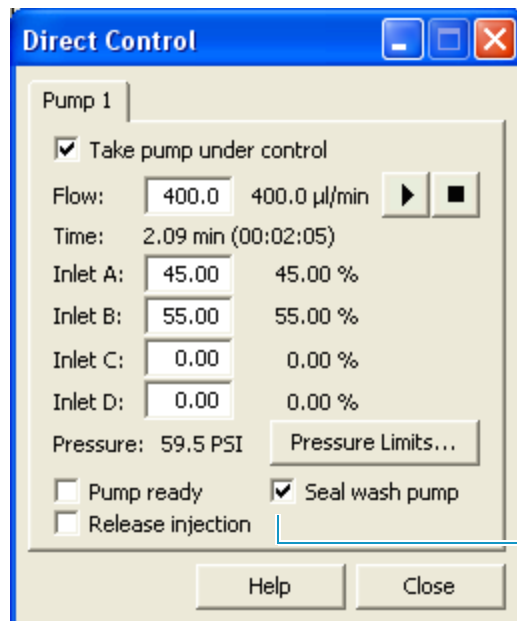 Direct Control
Pump 1
Take pump under control
Flow: 400.0 400.0 µl/min
Time: 2.09 min (00:02:05)
Inlet A: 45.00 45.00 %
Inlet B: 55.00 55.00 %
Inlet C: 0.00 0.00 %
Inlet D: 0.00 0.00 %
Pressure: 59.5 PSI Pressure Limits...
Pump ready Seal wash pump
Release injection
Help Close